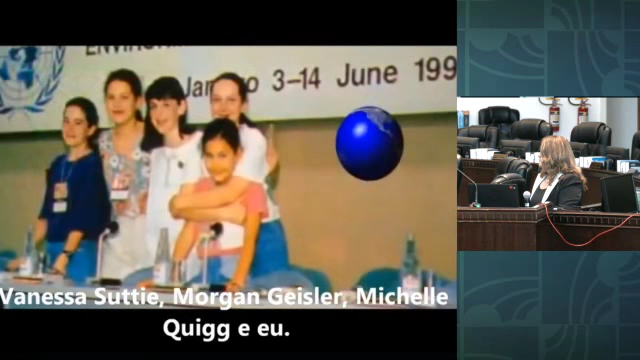 Janeiro 3–14 June 199
Vanessa Suttie, Morgan Geisler, Michelle
Quigg e eu.